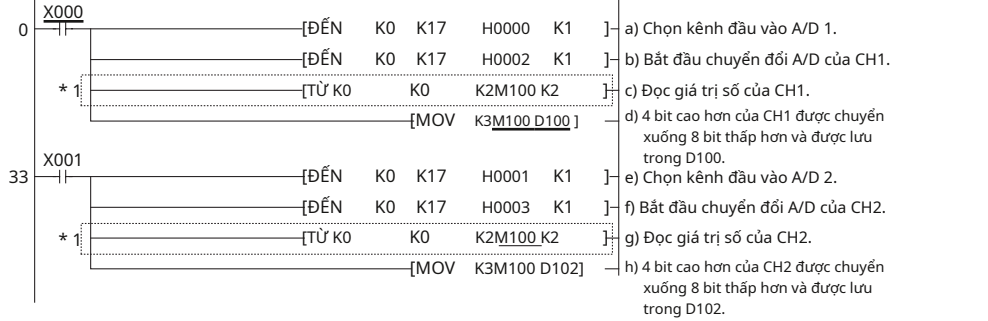 X000
0 [ĐẾN K0 K17 H0000 K1 ] a) Chọn kênh đầu vào A/D 1.
[ĐẾN K0 K17 H0002 K1 ] b) Bắt đầu chuyển đổi A/D của CH1.
* 1 [TỪ K0 K0 K2M100 K2 ] c) Đọc giá trị số của CH1.
[MOV K3M100 D100 ] d) 4 bit cao hơn của CH1 được chuyển
xuống 8 bit thấp hơn và được lưu
trong D100.
X001
33 [ĐẾN K0 K17 H0001 K1 ] e) Chọn kênh đầu vào A/D 2.
[ĐẾN K0 K17 H0003 K1 ] f) Bắt đầu chuyển đổi A/D của CH2.
* 1 [TỪ K0 K0 K2M100 K2 ] g) Đọc giá trị số của CH2.
[MOV K3M100 D102] h) 4 bit cao hơn của CH2 được chuyển
xuống 8 bit thấp hơn và được lưu
trong D102.